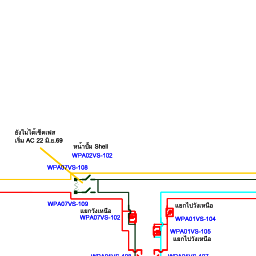 ยังไม่ได้เช็คเฟส
เริ่ม AC 22 มิ.ย.69
หน้าปั้ม Shell
WPA02VS-102
WPA07VS-108
WPA07VS-109
แยกวังเหนือ
WPA07VS-102
แยกไปวังเหนือ
WPA01VS-104
WPA01VS-105
แยกไปวังเหนือ